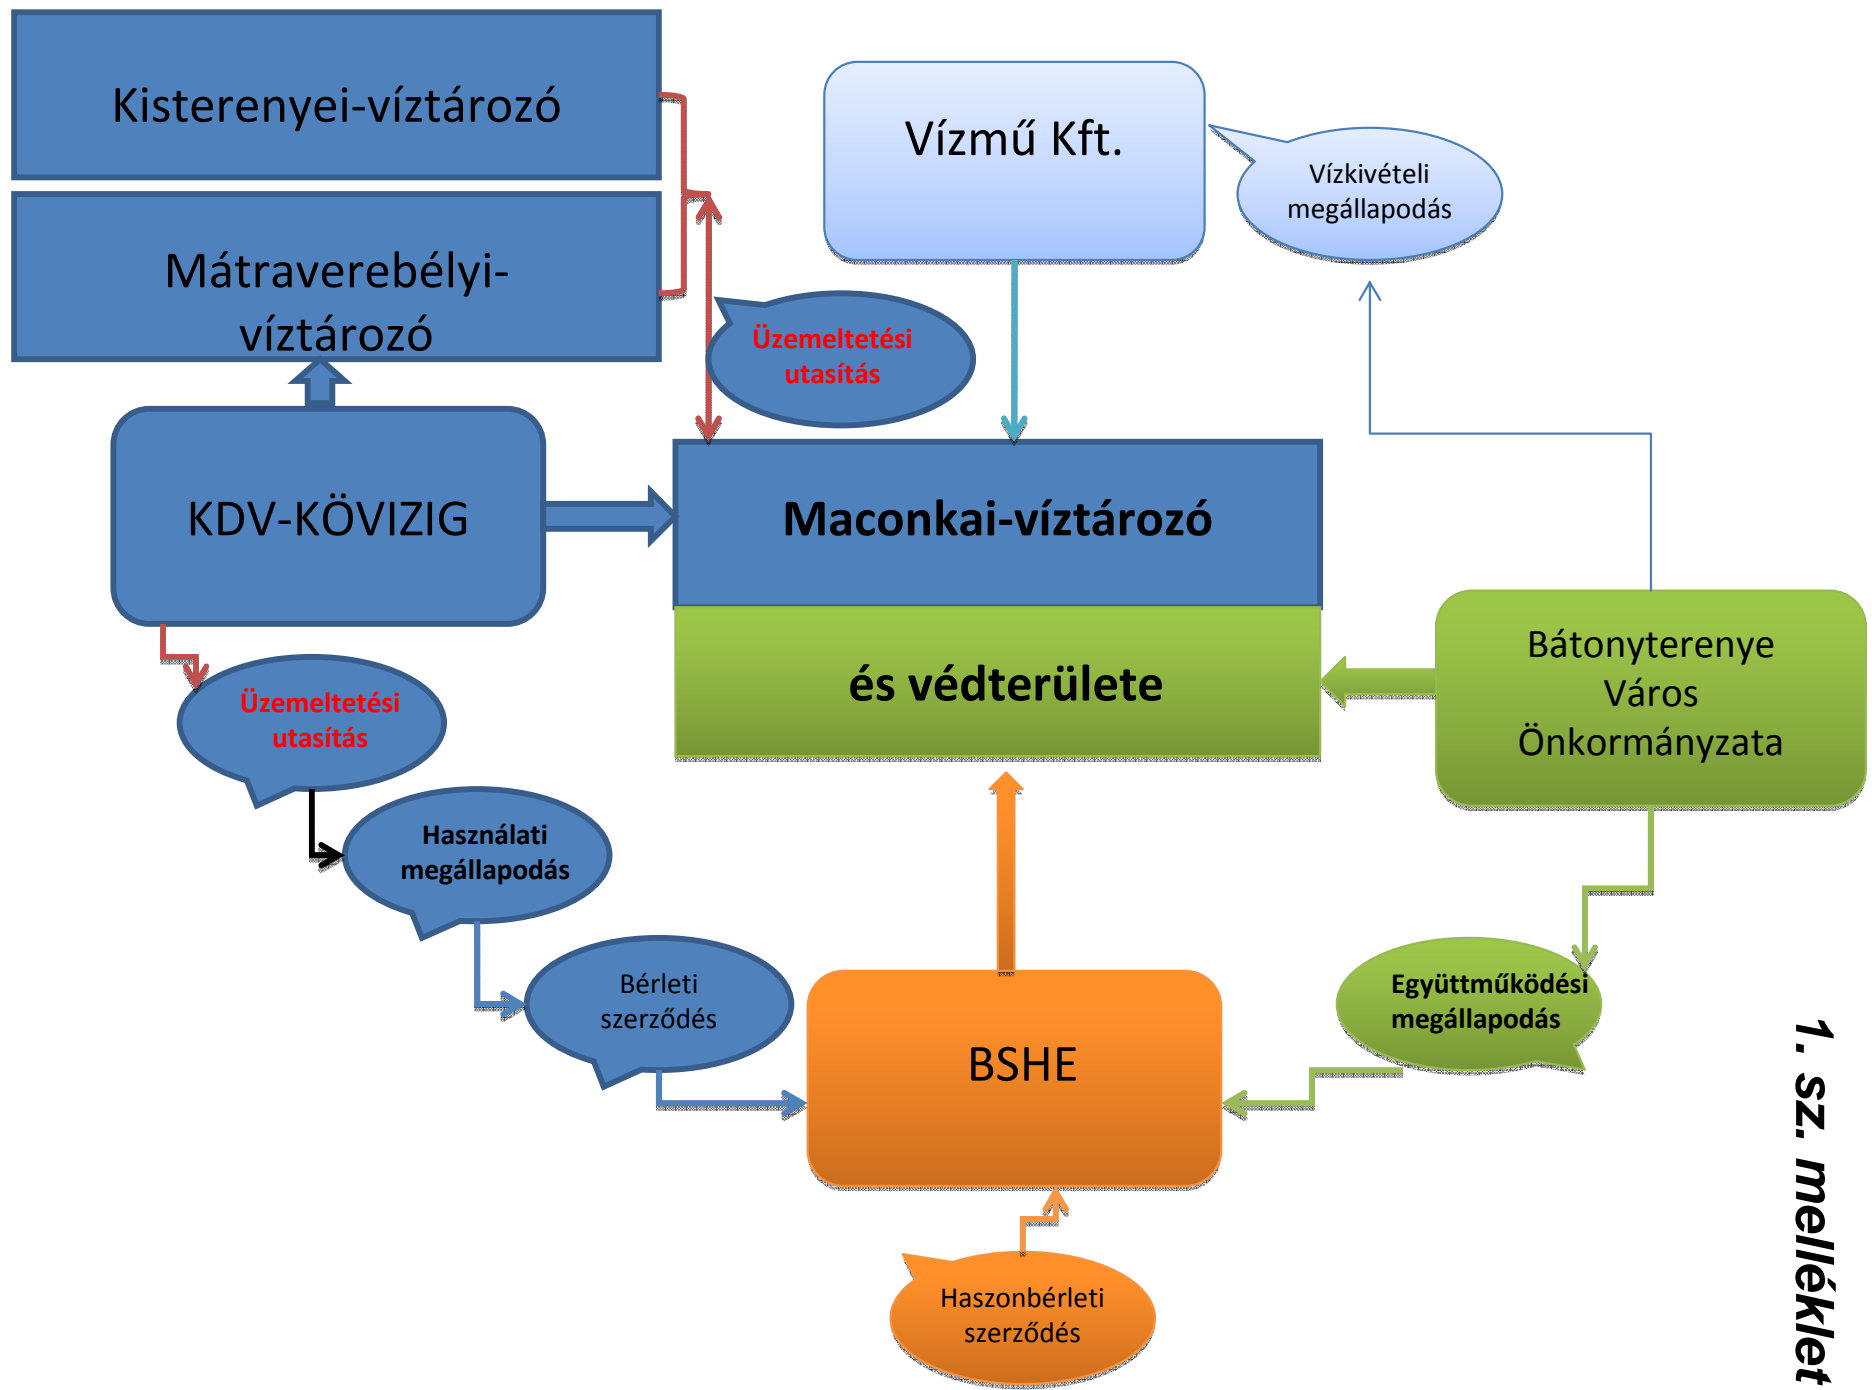 Kisterenyei-víztározó
Mátraverebélyi-
víztározó
Vízmű Kft.
Vízkivételi
megállapodás
Üzemeltetési
utasítás
KDV-KÖVIZIG
Maconkai-víztározó
és védterülete
Bátonyterenye
Város
Önkormányzata
Üzemeltetési
utasítás
Használati
megállapodás
Bérleti
szerződés
BSHE
Együttműködési
megállapodás
Haszonbérleti
szerződés
1. sz. melléklet